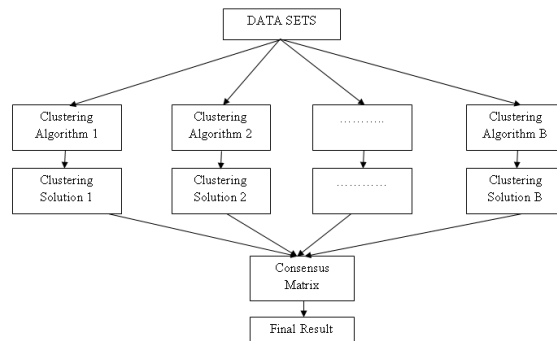 DATA SETS
Clustering
Algorithm 1
Clustering
Algorithm 2
...........
Clustering
Algorithm B
Clustering
Solution 1
Clustering
Solution 2
............
Clustering
Solution B
Consensus
Matrix
Final Result